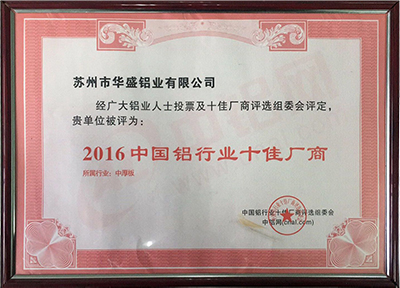 苏州市华盛铝业有限公司
经广大铝业人士投票及十佳厂商评选组委会评定，
贵单位被评为：
2016中国铝行业十佳厂商
所属行业：中厚板
中国铝行业十佳厂商评选组委会
中铝网(cnal.com)